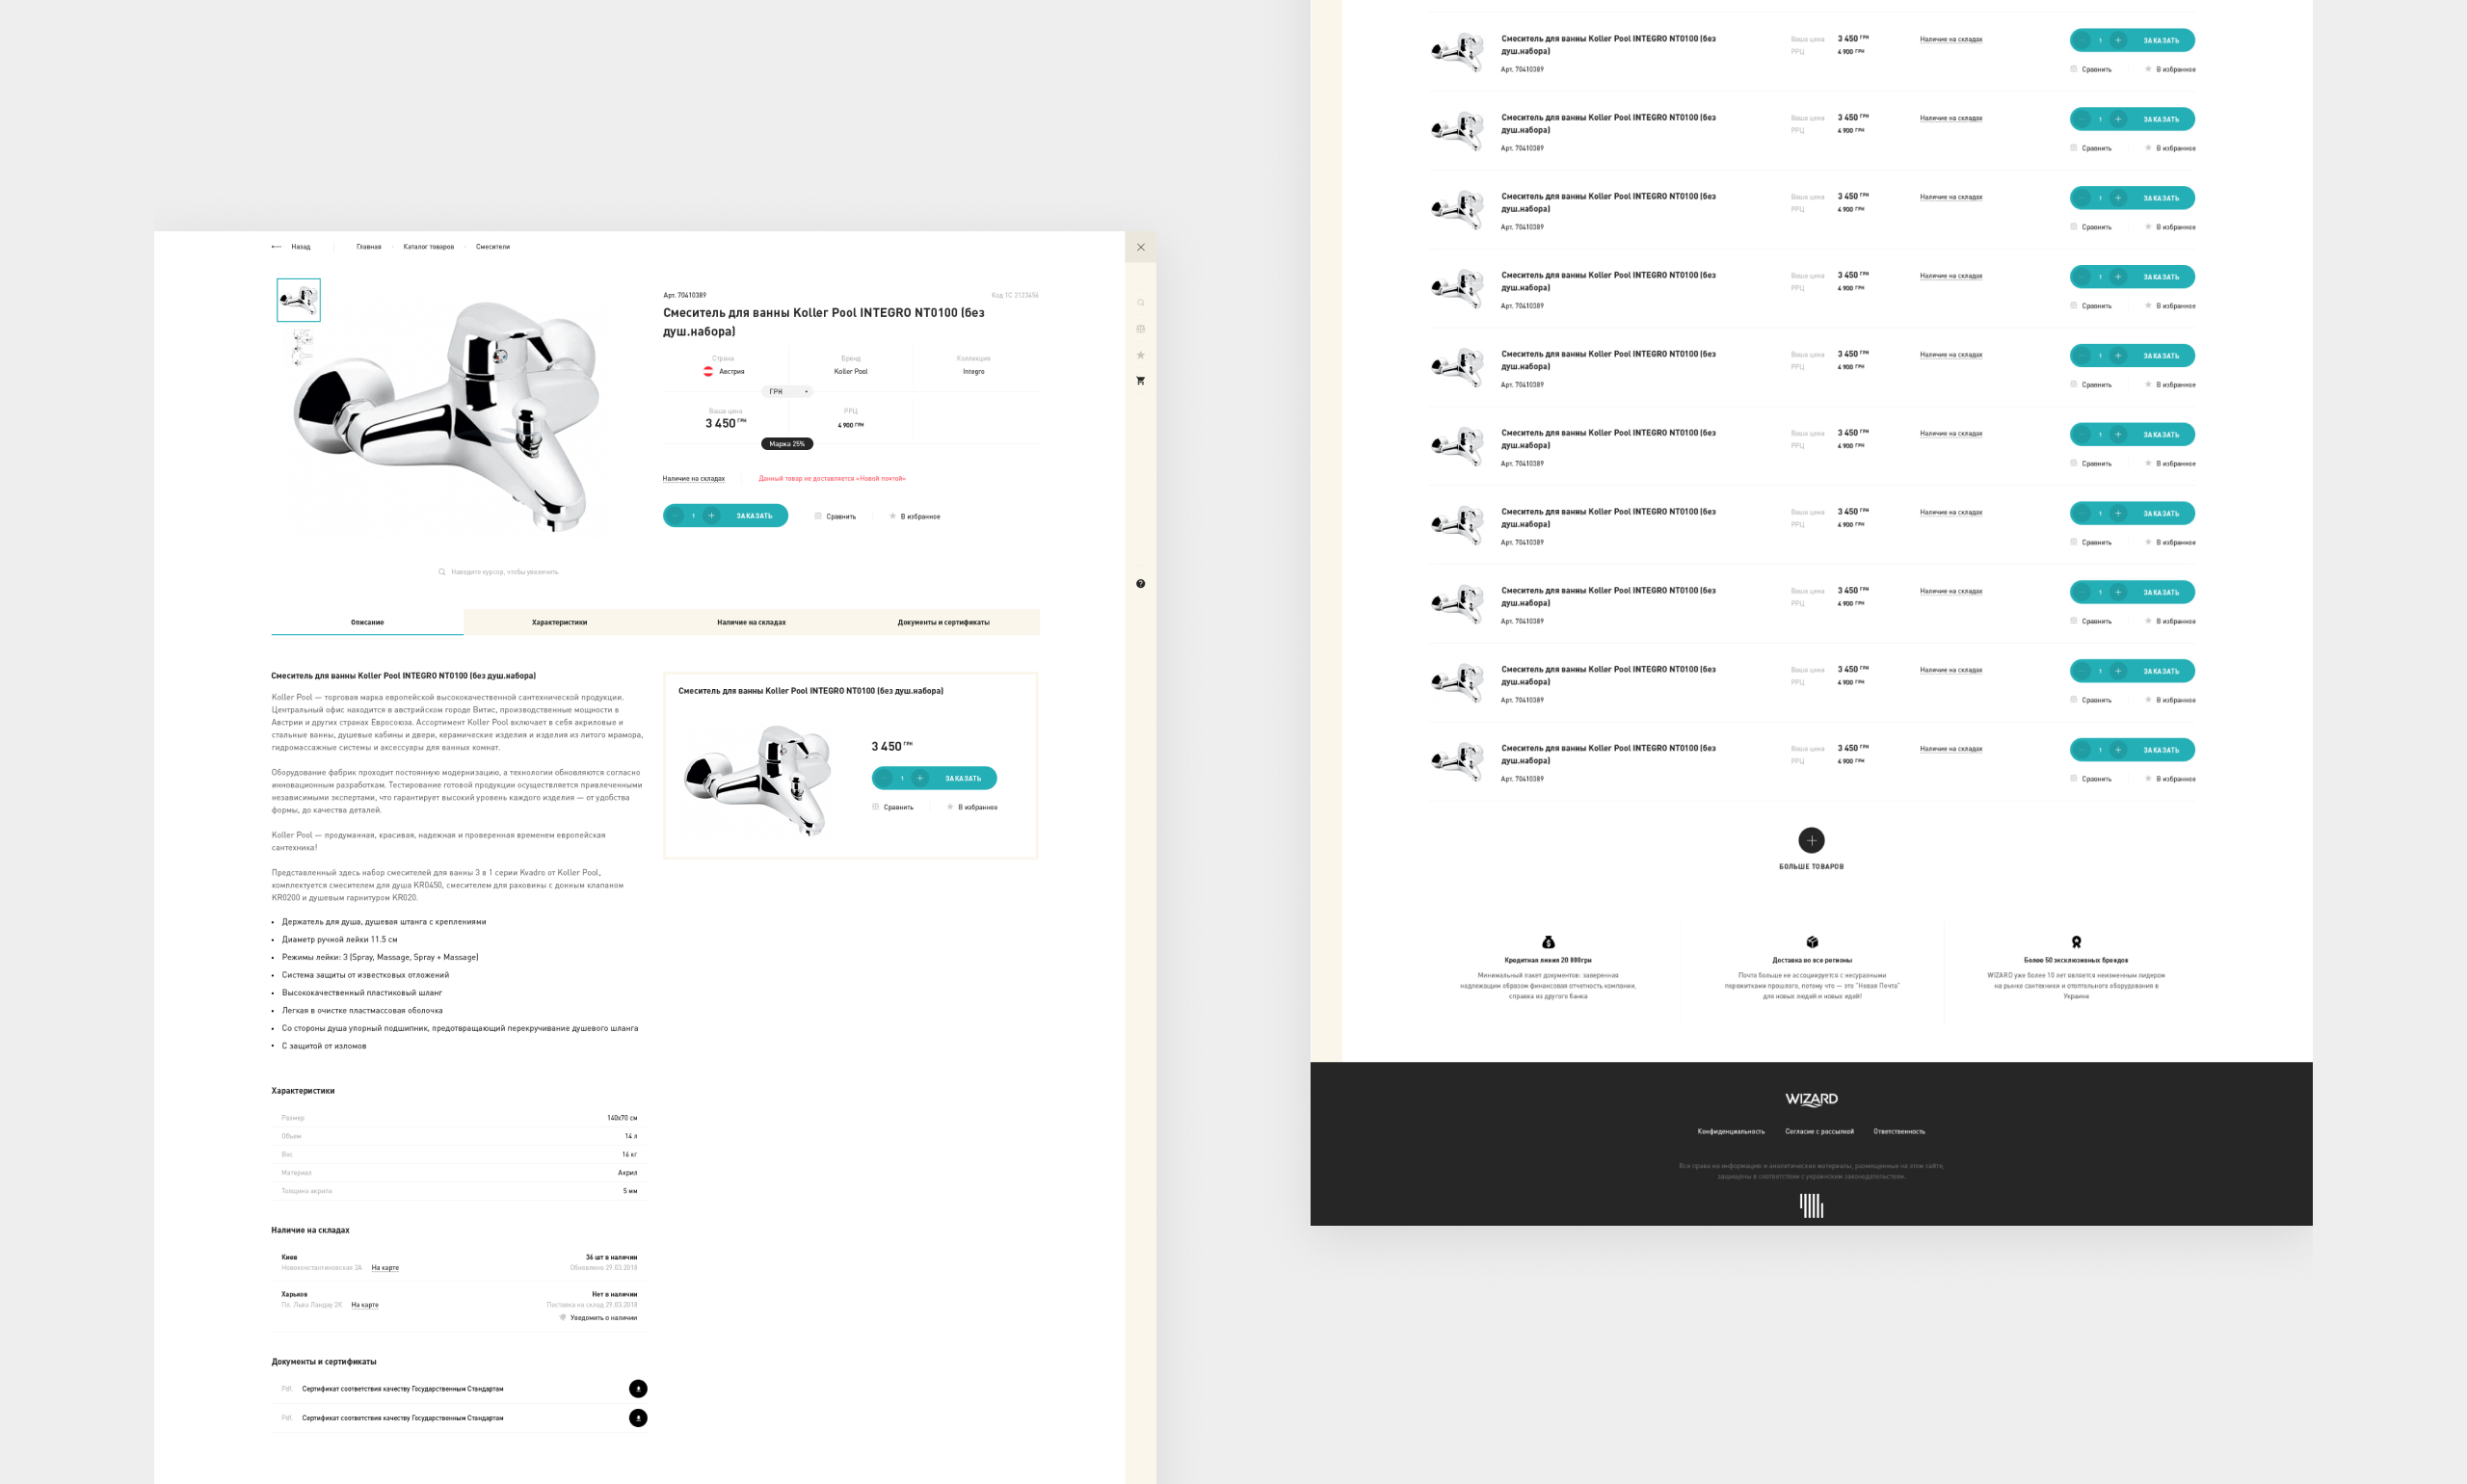 Назад
Главная
Каталог товаров
Смесители
Арт. 70410389
Код 1С 2123456
Смеситель для ванны Koller Pool INTEGRO NT0100 (без
душ.набора)
Страна
Бренд
Коллекция
Австрия
Koller Pool
Integro
ГРН
Ваша цена
РРЦ
3 450 ГРН
4 900 ГРН
Марка 25%
Наличие на складах
Данный товар не доставляется «Новой почтой»
1
ЗАКАЗАТЬ
Сравнить
В избранное
Наводите курсор, чтобы увеличить
Описание
Характеристики
Наличие на складах
Документы и сертификаты
Смеситель для ванны Koller Pool INTEGRO NT0100 (без душ.набора)
Koller Pool — торговая марка европейской высококачественной сантехнической продукции.
Центральный офис находится в австрийском городе Витис, производственные мощности в
Австрии и других странах Евросоюза. Ассортимент Koller Pool включает в себя акриловые и
стальные ванны, душевые кабины и двери, керамические изделия и изделия из литого мрамора,
гидромассажные системы и аксессуары для ванных комнат.
Оборудование фабрик проходит постоянную модернизацию, а технологии обновляются согласно
инновационным разработкам. Тестирование готовой продукции осуществляется привлеченными
независимыми экспертами, что гарантирует высокий уровень каждого изделия — от удобства
формы, до качества деталей.
Koller Pool — продуманная, красивая, надежная и проверенная временем европейская
сантехника!
Представленный здесь набор смесителей для ванны 3 в 1 серии Kvadro от Koller Pool,
комплектуется смесителем для душа KR0450, смесителем для раковины с донным клапаном
KR0200 и душевым гарнитуром KR020.
• Держатель для душа, душевая штанга с креплениями
• Диаметр ручной лейки 11.5 см
• Режимы лейки: 3 (Spray, Massage, Spray + Massage)
• Система защиты от известковых отложений
• Высококачественный пластиковый шланг
• Легкая в очистке пластмассовая оболочка
• Со стороны душа упорный подшипник, предотвращающий перекручивание душевого шланга
• С защитой от изломов
Смеситель для ванны Koller Pool INTEGRO NT0100 (без душ.набора)
3 450 ГРН
1
ЗАКАЗАТЬ
Сравнить
В избранное
Характеристики
Размер 140x70 см
Объем 14 л
Вес 16 кг
Материал Акрил
Толщина акрила 5 мм
Наличие на складах
Киев 36 шт в наличии
Новоконстантиновская 2А На карте Обновлено 29.03.2018
Харьков Нет в наличии
Пл. Льва Ландау 2К На карте Поставка на склад 29.03.2018
Уведомить о наличии
Документы и сертификаты
Pdf. Сертификат соответствия качеству Государственным Стандартам
Pdf. Сертификат соответствия качеству Государственным Стандартам
Смеситель для ванны Koller Pool INTEGRO NT0100 (без Ваша цена 3 450 ГРН Наличие на складах 1 ЗАКАЗАТЬ
душ.набора) РРЦ 4 900 ГРН
Арт. 70410389 Сравнить В избранное
Смеситель для ванны Koller Pool INTEGRO NT0100 (без Ваша цена 3 450 ГРН Наличие на складах 1 ЗАКАЗАТЬ
душ.набора) РРЦ 4 900 ГРН
Арт. 70410389 Сравнить В избранное
Смеситель для ванны Koller Pool INTEGRO NT0100 (без Ваша цена 3 450 ГРН Наличие на складах 1 ЗАКАЗАТЬ
душ.набора) РРЦ 4 900 ГРН
Арт. 70410389 Сравнить В избранное
Смеситель для ванны Koller Pool INTEGRO NT0100 (без Ваша цена 3 450 ГРН Наличие на складах 1 ЗАКАЗАТЬ
душ.набора) РРЦ 4 900 ГРН
Арт. 70410389 Сравнить В избранное
Смеситель для ванны Koller Pool INTEGRO NT0100 (без Ваша цена 3 450 ГРН Наличие на складах 1 ЗАКАЗАТЬ
душ.набора) РРЦ 4 900 ГРН
Арт. 70410389 Сравнить В избранное
Смеситель для ванны Koller Pool INTEGRO NT0100 (без Ваша цена 3 450 ГРН Наличие на складах 1 ЗАКАЗАТЬ
душ.набора) РРЦ 4 900 ГРН
Арт. 70410389 Сравнить В избранное
Смеситель для ванны Koller Pool INTEGRO NT0100 (без Ваша цена 3 450 ГРН Наличие на складах 1 ЗАКАЗАТЬ
душ.набора) РРЦ 4 900 ГРН
Арт. 70410389 Сравнить В избранное
Смеситель для ванны Koller Pool INTEGRO NT0100 (без Ваша цена 3 450 ГРН Наличие на складах 1 ЗАКАЗАТЬ
душ.набора) РРЦ 4 900 ГРН
Арт. 70410389 Сравнить В избранное
Смеситель для ванны Koller Pool INTEGRO NT0100 (без Ваша цена 3 450 ГРН Наличие на складах 1 ЗАКАЗАТЬ
душ.набора) РРЦ 4 900 ГРН
Арт. 70410389 Сравнить В избранное
Смеситель для ванны Koller Pool INTEGRO NT0100 (без Ваша цена 3 450 ГРН Наличие на складах 1 ЗАКАЗАТЬ
душ.набора) РРЦ 4 900 ГРН
Арт. 70410389 Сравнить В избранное
БОЛЬШЕ ТОВАРОВ
Кредитная линия 20 000грн
Минимальный пакет документов: заверенная
надлежащим образом финансовая отчетность компании,
справка из другого банка
Доставка во все регионы
Почта больше не ассоциируется с несуразными
пережитками прошлого, потому что — это "Новая Почта"
для новых людей и новых идей!
Более 50 эксклюзивных брендов
WIZARD уже более 10 лет является неизменным лидером
на рынке сантехники и отопительного оборудования в
Украине
WIZARD
Конфиденциальность
Согласие с рассылкой
Ответственность
Все права на информацию и аналитические материалы, размещенные на этом сайте,
защищены в соответствии с украинским законодательством.